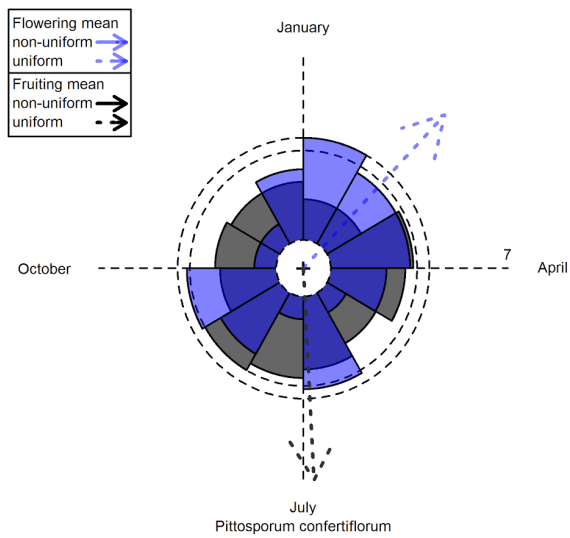 Flowering mean
non-uniform
uniform
Fruiting mean
non-uniform
uniform
January
7
October
April
July
Pittosporum confertiflorum